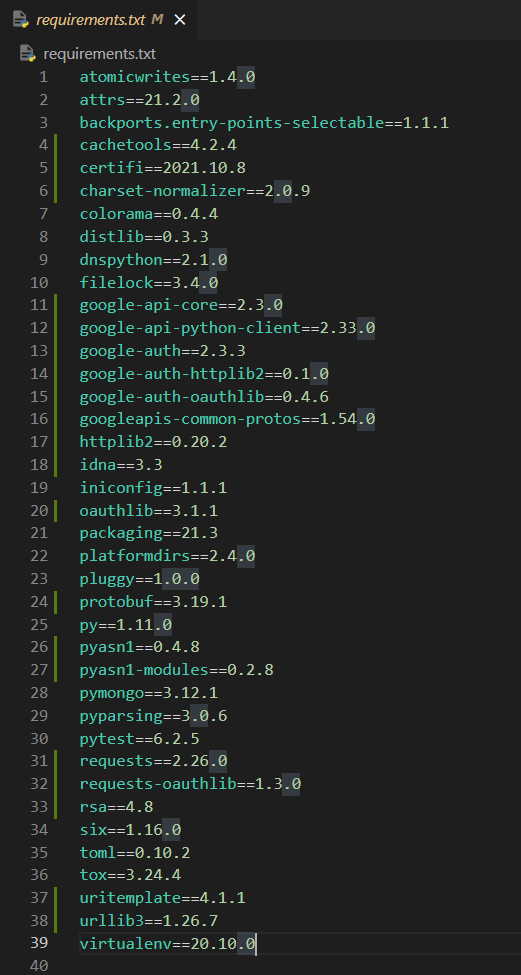 requirements.txt M ×
requirements.txt
1 atomicwrites==1.4.0
2 attrs==21.2.0
3 backports.entry-points-selectable==1.1.1
4 cachetools==4.2.4
5 certifi==2021.10.8
6 charset-normalizer==2.0.9
7 colorama==0.4.4
8 distlib==0.3.3
9 dnspython==2.1.0
10 filelock==3.4.0
11 google-api-core==2.3.0
12 google-api-python-client==2.33.0
13 google-auth==2.3.3
14 google-auth-httplib2==0.1.0
15 google-auth-oauthlib==0.4.6
16 googleapis-common-protos==1.54.0
17 httplib2==0.20.2
18 idna==3.3
19 iniconfig==1.1.1
20 oauthlib==3.1.1
21 packaging==21.3
22 platformdirs==2.4.0
23 pluggy==1.0.0
24 protobuf==3.19.1
25 py==1.11.0
26 pyasn1==0.4.8
27 pyasn1-modules==0.2.8
28 pymongo==3.12.1
29 pyparsing==3.0.6
30 pytest==6.2.5
31 requests==2.26.0
32 requests-oauthlib==1.3.0
33 rsa==4.8
34 six==1.16.0
35 toml==0.10.2
36 tox==3.24.4
37 uritemplate==4.1.1
38 urllib3==1.26.7
39 virtualenv==20.10.0
40